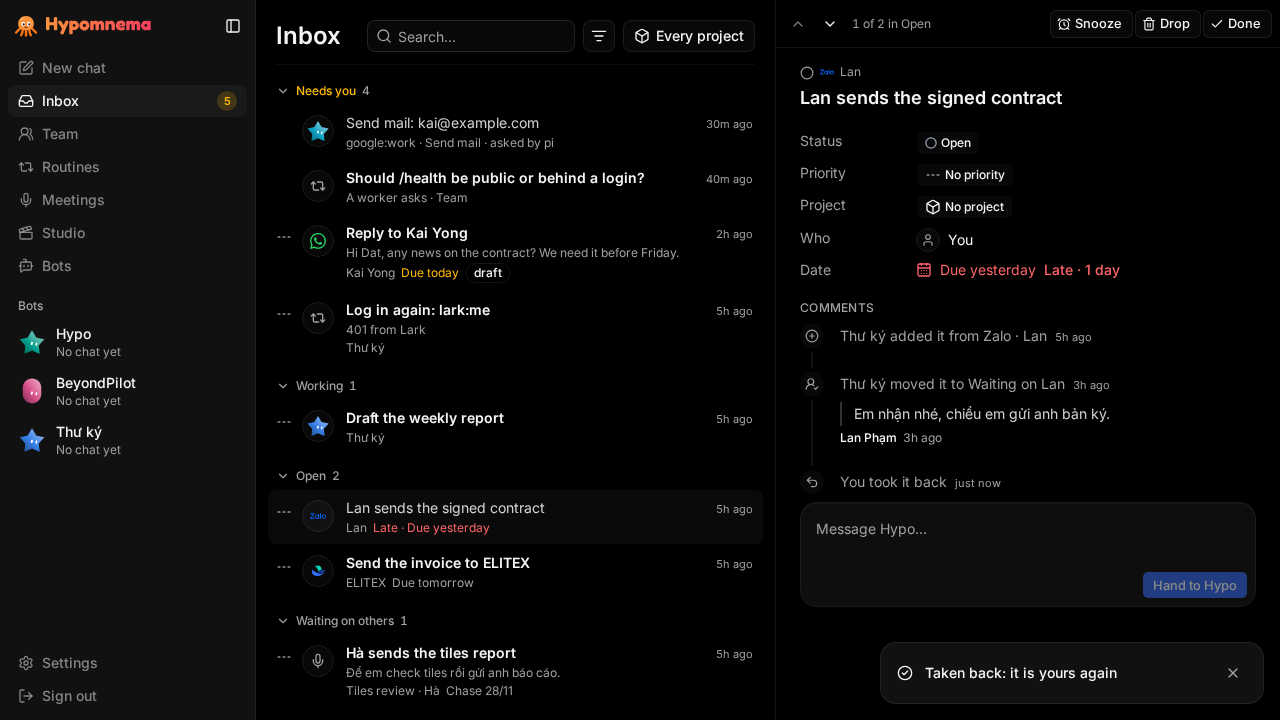 Hypomnema
New chat
Inbox
5
Team
Routines
Meetings
Studio
Bots
Bots
Hypo
No chat yet
BeyondPilot
No chat yet
Thư ký
No chat yet
Settings
Sign out
Inbox
Search...
Every project
Needs you 4
Send mail: kai@example.com
30m ago
google:work · Send mail · asked by pi
Should /health be public or behind a login?
40m ago
A worker asks · Team
Reply to Kai Yong
2h ago
Hi Dat, any news on the contract? We need it before Friday.
Kai Yong Due today draft
Log in again: lark:me
5h ago
401 from Lark
Thư ký
Working 1
Draft the weekly report
5h ago
Thư ký
Open 2
Zalo
Lan sends the signed contract
5h ago
Lan Late · Due yesterday
Send the invoice to ELITEX
5h ago
ELITEX Due tomorrow
Waiting on others 1
Hà sends the tiles report
5h ago
Để em check tiles rồi gửi anh báo cáo.
Tiles review · Hà Chase 28/11
1 of 2 in Open
Snooze
Drop
Done
Zalo Lan
Lan sends the signed contract
Status Open
Priority No priority
Project No project
Who You
Date Due yesterday Late · 1 day
COMMENTS
Thư ký added it from Zalo · Lan 5h ago
Thư ký moved it to Waiting on Lan 3h ago
Em nhận nhé, chiều em gửi anh bản ký.
Lan Phạm 3h ago
You took it back just now
Message Hypo...
Hand to Hypo
Taken back: it is yours again